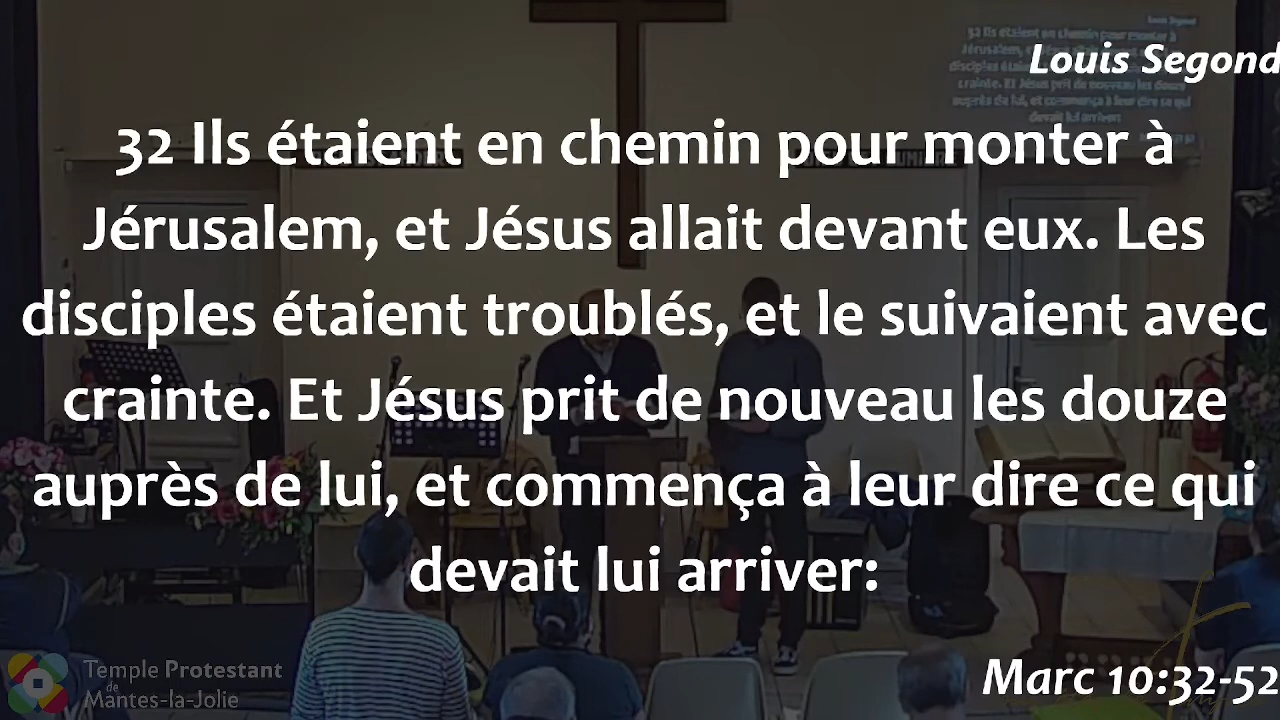 Louis Segond
32 Ils étaient en chemin pour monter à
Jérusalem, et Jésus allait devant eux. Les
disciples étaient troublés, et le suivaient avec
crainte. Et Jésus prit de nouveau les douze
auprès de lui, et commença à leur dire ce qui
devait lui arriver:
Marc 10:32-52
Temple Protestant
de
Mantes-la-Jolie